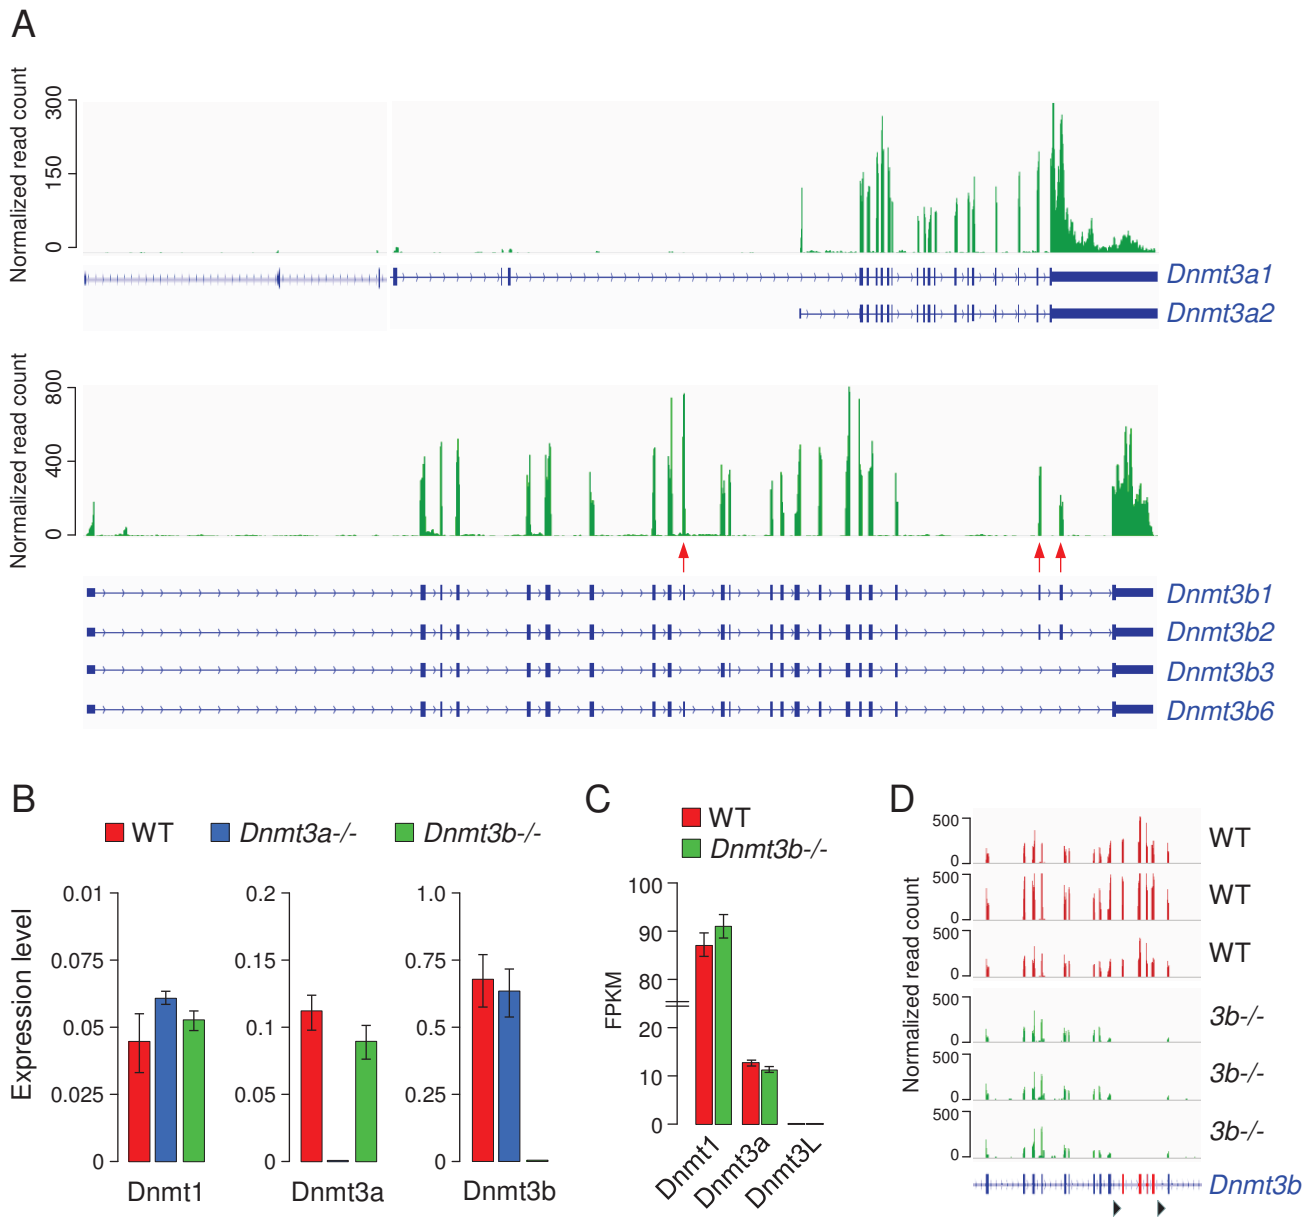 A
Normalized read count
300
150
0
Dnmt3a1
Dnmt3a2
Normalized read count
800
400
0
Dnmt3b1
Dnmt3b2
Dnmt3b3
Dnmt3b6
B
WT
Dnmt3a-/-
Dnmt3b-/-
Expression level
0.01
0.075
0.05
0.025
0
Dnmt1
0.2
0.15
0.1
0.05
0
Dnmt3a
1.0
0.75
0.5
0.25
0
Dnmt3b
C
WT
Dnmt3b-/-
FPKM
100
90
80
20
10
0
Dnmt1
Dnmt3a
Dnmt3L
D
Normalized read count
500
0
WT
500
0
WT
500
0
WT
500
0
3b-/-
500
0
3b-/-
500
0
3b-/-
Dnmt3b